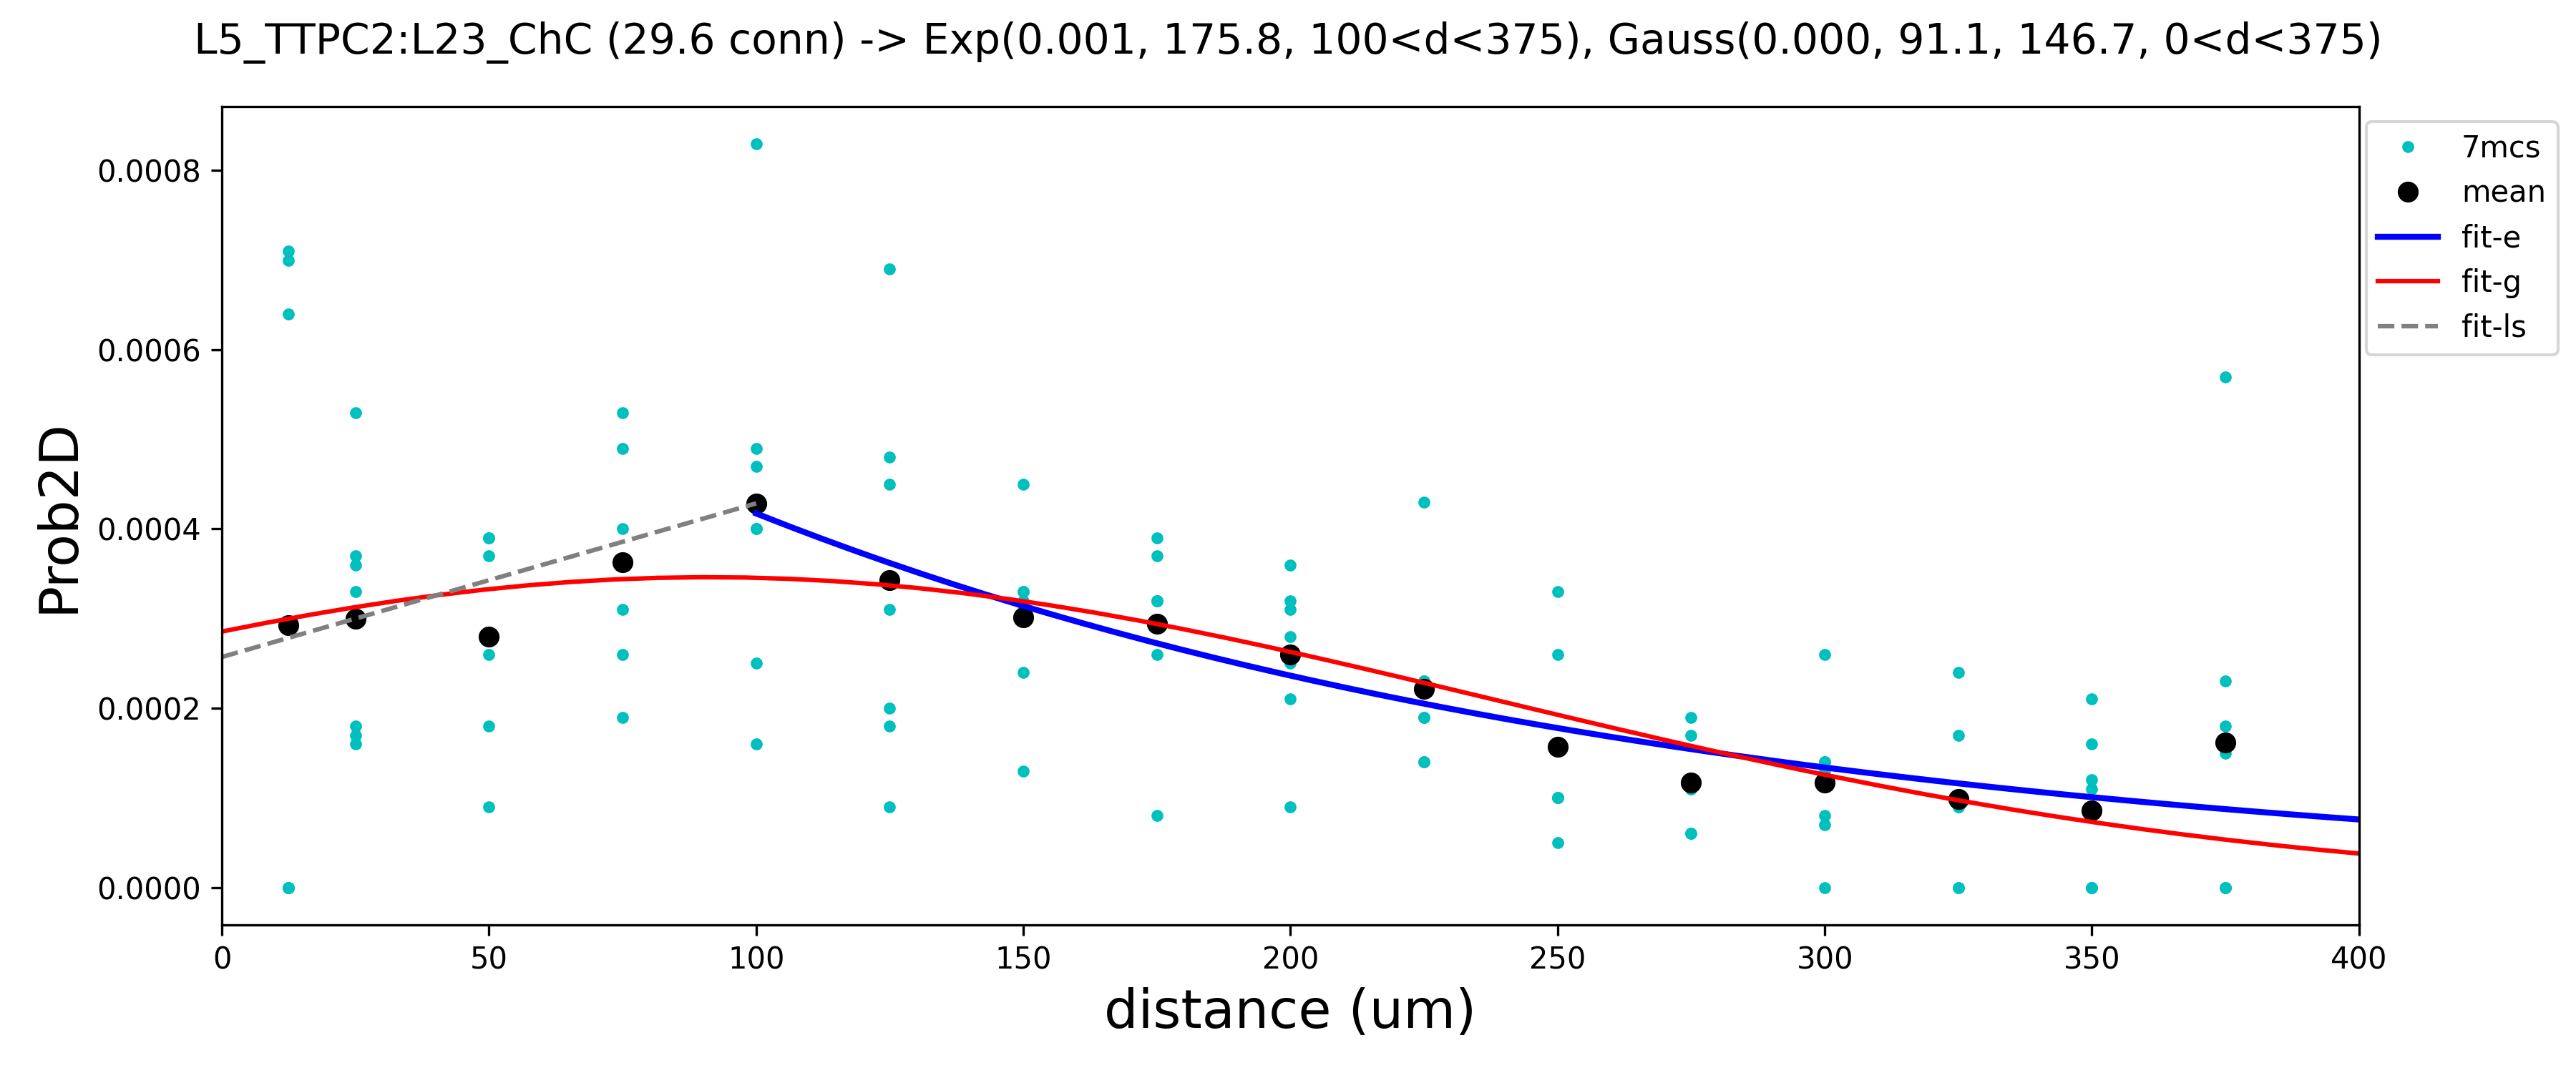 L5_TTPC2:L23_ChC (29.6 conn) -> Exp(0.001, 175.8, 100<d<375), Gauss(0.000, 91.1, 146.7, 0<d<375)
7mcs
mean
fit-e
fit-g
fit-ls
Prob2D
0.0008
0.0006
0.0004
0.0002
0.0000
0 50 100 150 200 250 300 350 400
distance (um)